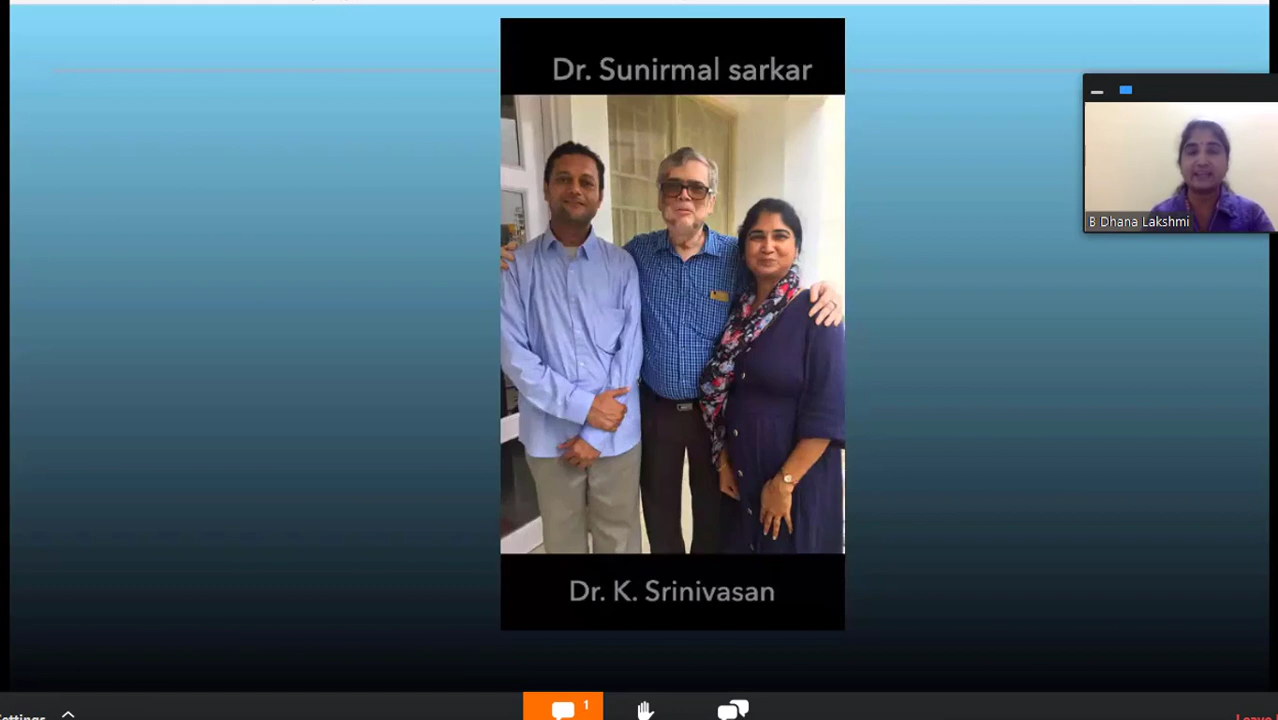 Dr. Sunirmal sarkar
B Dhana Lakshmi
Dr. K. Srinivasan
1